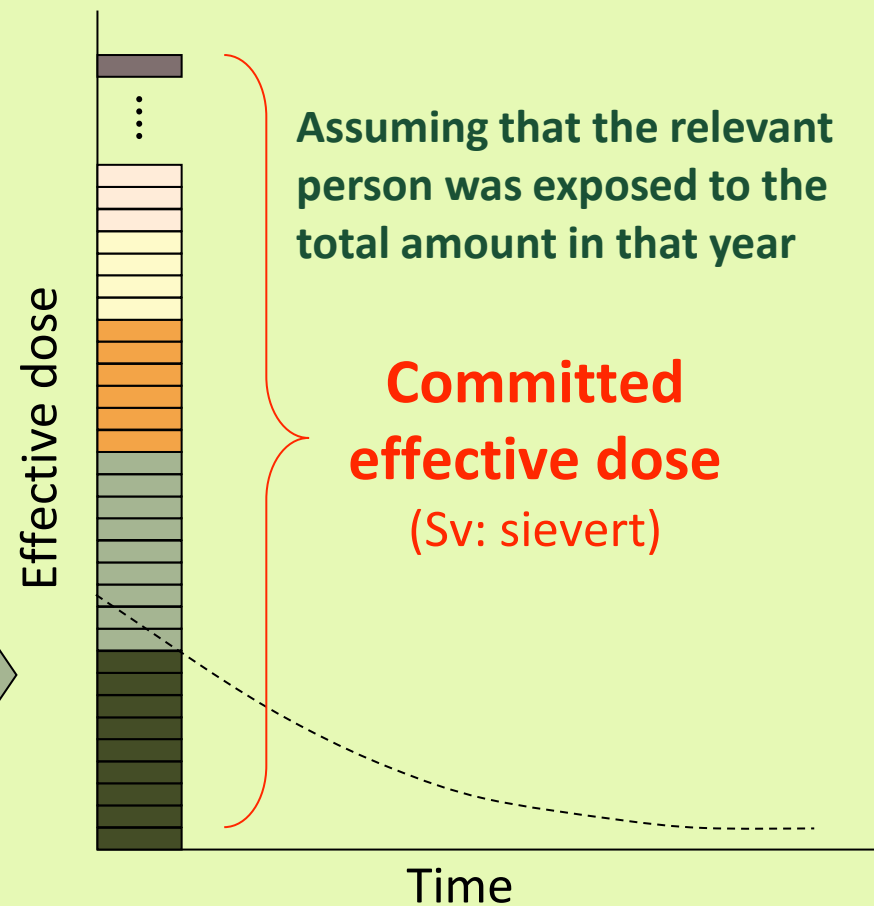 Assuming that the relevant
person was exposed to the
total amount in that year
Effective dose
Committed
effective dose
(Sv: sievert)
Time